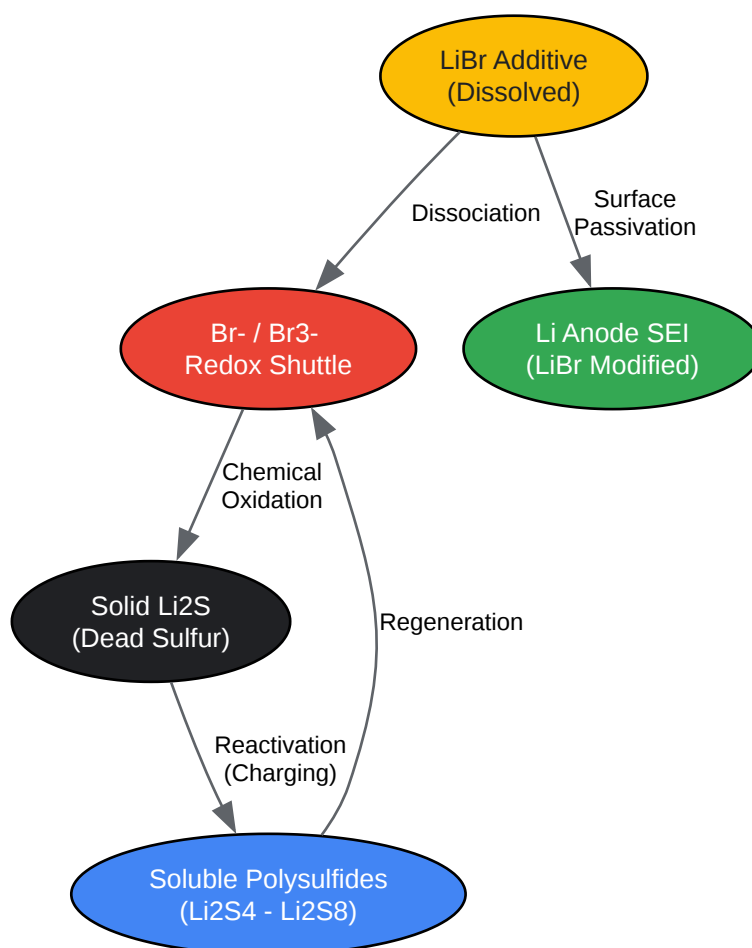 LiBr Additive
(Dissolved)
Dissociation
Surface
Passivation
Br- / Br3-
Redox Shuttle
Li Anode SEI
(LiBr Modified)
Chemical
Oxidation
Solid Li2S
(Dead Sulfur)
Regeneration
Reactivation
(Charging)
Soluble Polysulfides
(Li2S4 - Li2S8)